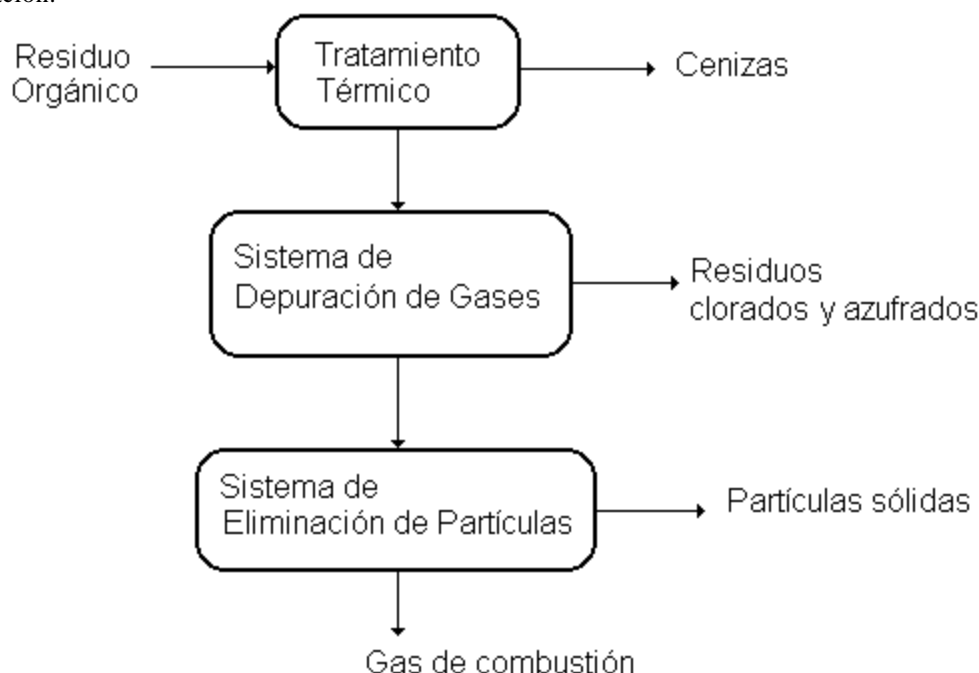 Residuo
Orgánico
Tratamiento
Térmico
Cenizas
Sistema de
Depuración de Gases
Residuos
clorados y azufrados
Sistema de
Eliminación de Partículas
Partículas sólidas
Gas de combustión